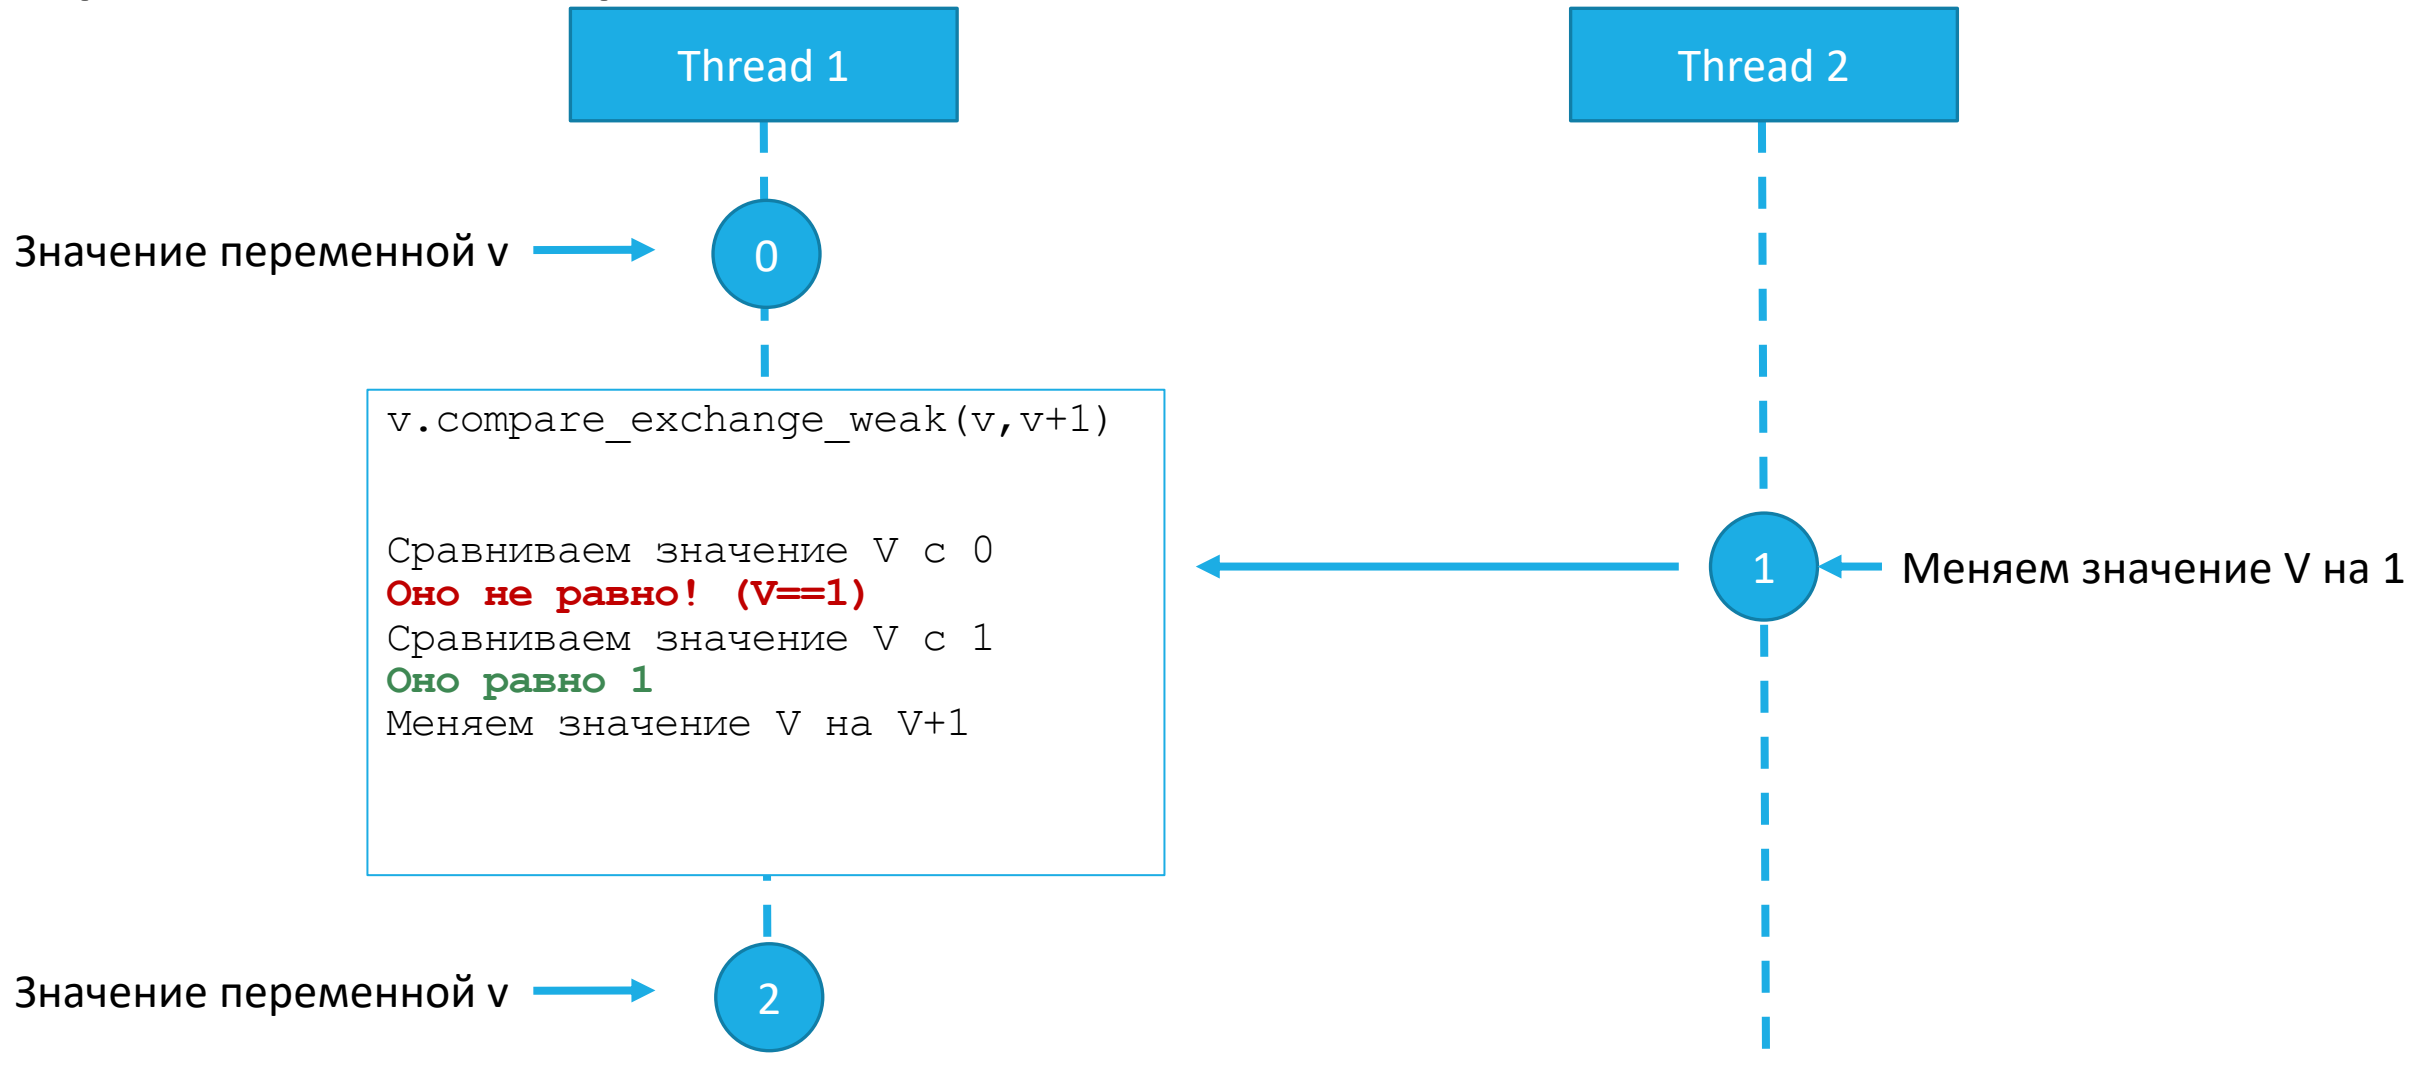 Thread 1
Thread 2
Значение переменной v
0
v.compare_exchange_weak(v,v+1)
Сравниваем значение V с 0
Оно не равно! (V==1)
Сравниваем значение V с 1
Оно равно 1
Меняем значение V на V+1
1
Меняем значение V на 1
Значение переменной v
2